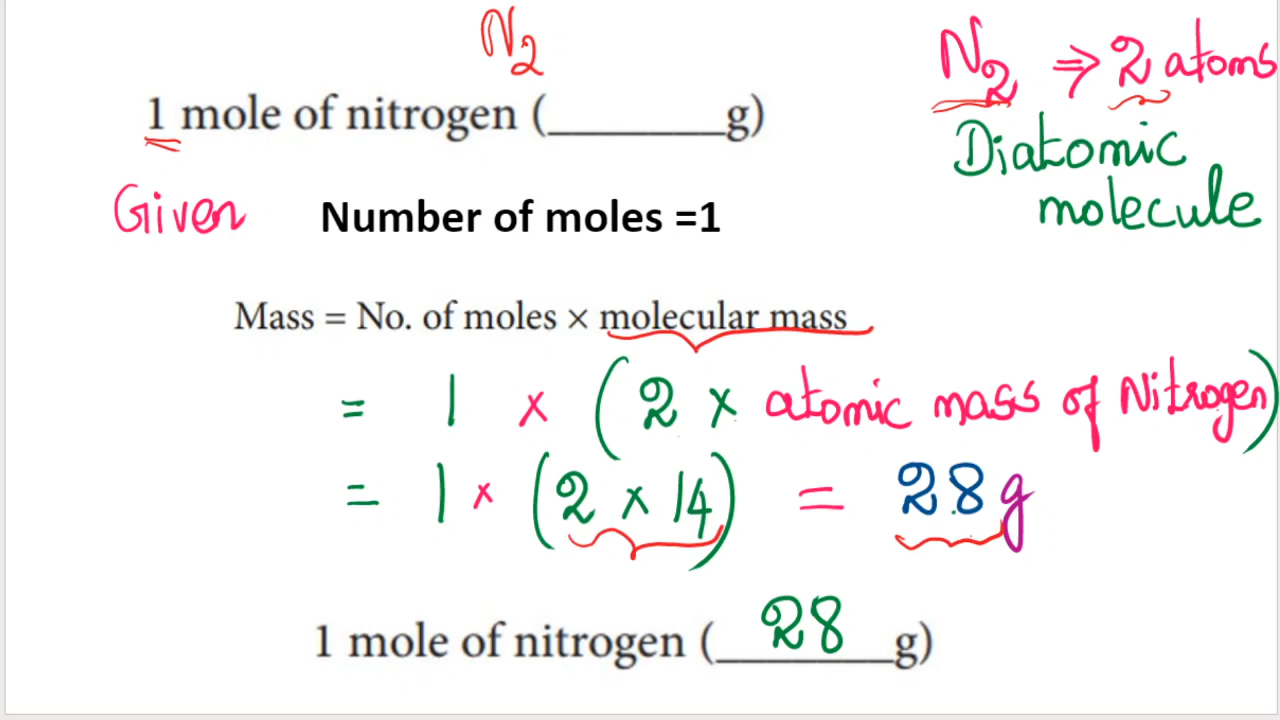 N2
N2 ⇒ 2 atoms
1 mole of nitrogen (________g)
Diatomic
molecule
Given Number of moles =1
Mass = No. of moles × molecular mass
= 1 × (2 × atomic mass of Nitrogen)
= 1 × (2 × 14) = 28g
1 mole of nitrogen (___28___g)